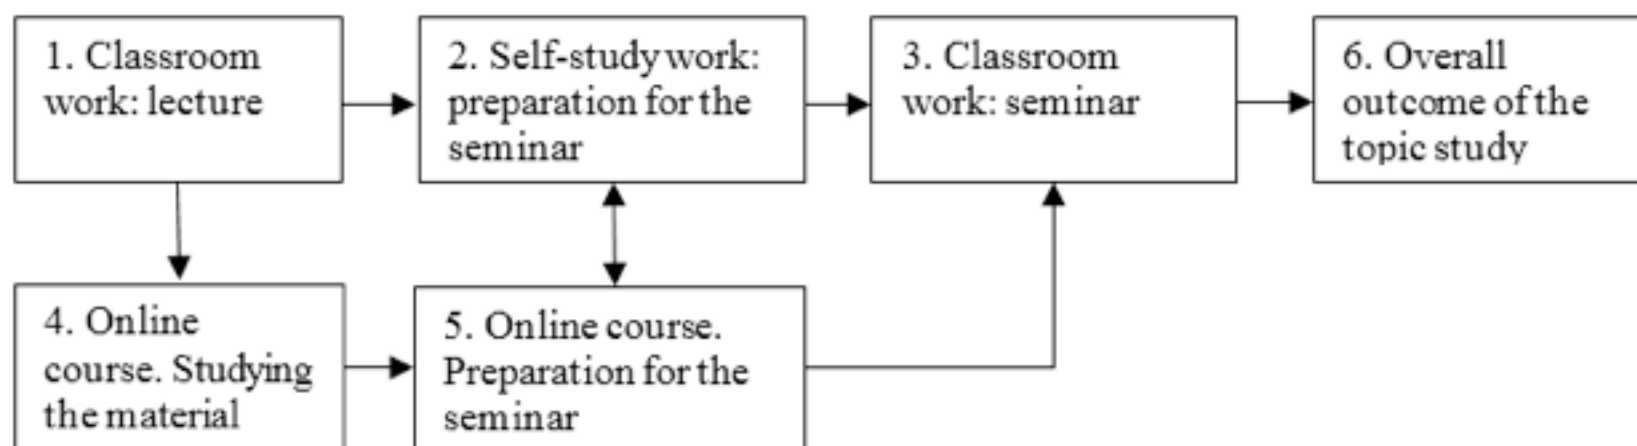 1. Classroom
work: lecture
2. Self-study work:
preparation for the
seminar
3. Classroom
work: seminar
6. Overall
outcome of the
topic study
4. Online
course. Studying
the material
5. Online course.
Preparation for the
seminar